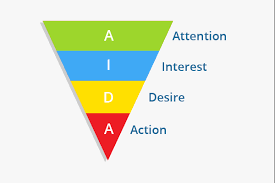 A Attention
I Interest
D Desire
A Action